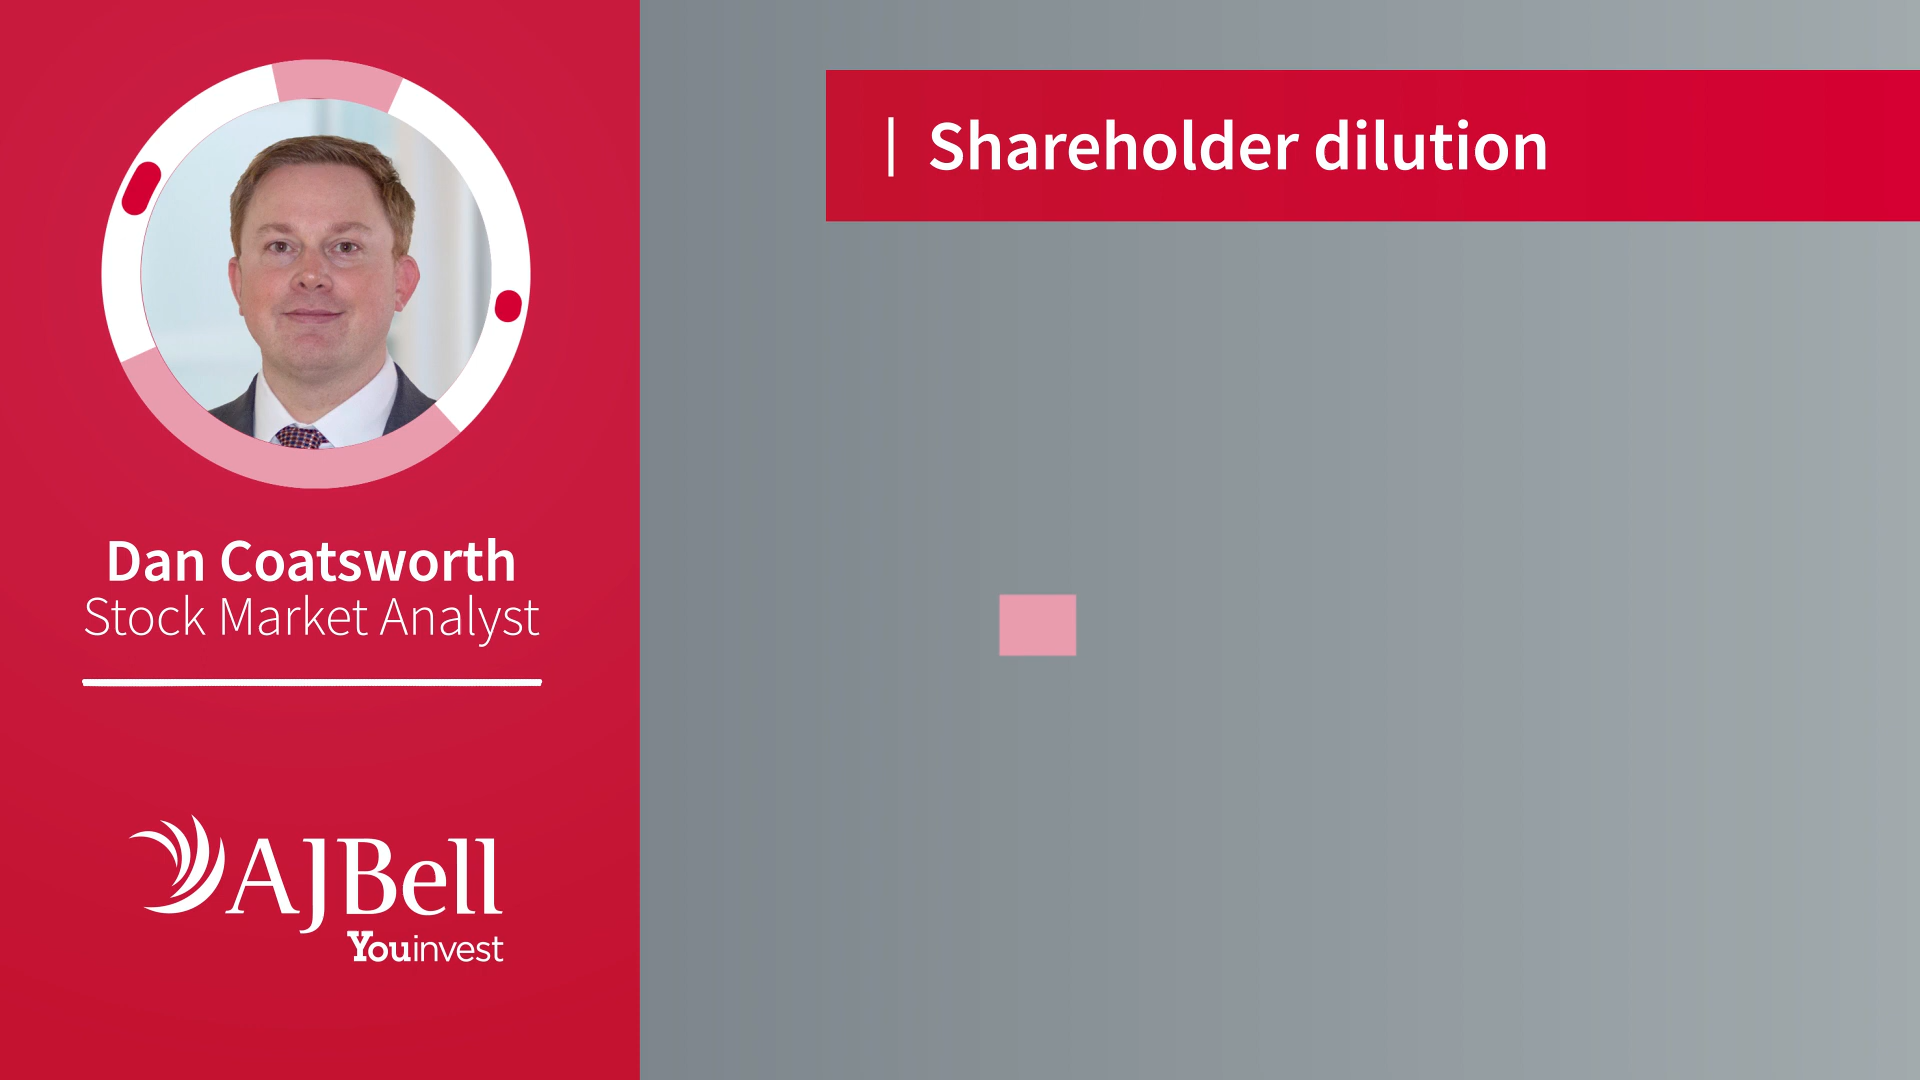 Shareholder dilution
Dan Coatsworth
Stock Market Analyst
AJBell
Youinvest